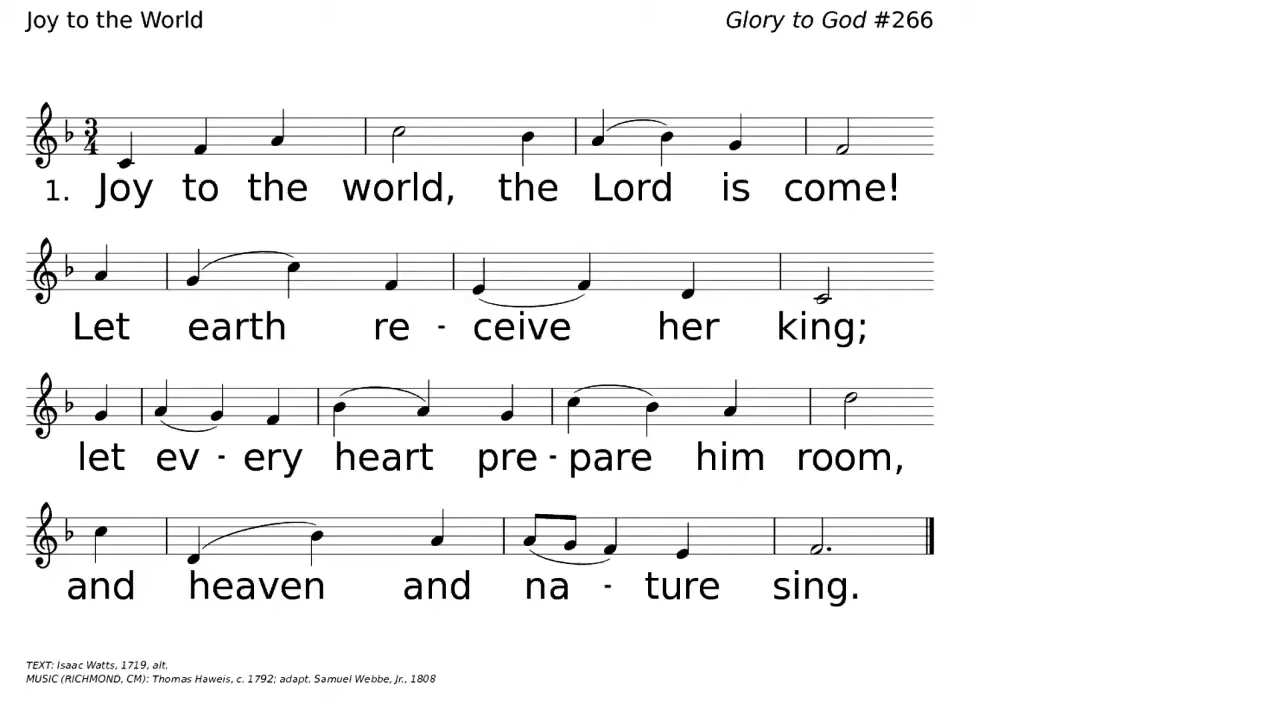 Joy to the World Glory to God #266
3
4
1. Joy to the world, the Lord is come!
Let earth re - ceive her king;
let ev - ery heart pre - pare him room,
and heaven and na - ture sing.
TEXT: Isaac Watts, 1719, alt.
MUSIC (RICHMOND, CM): Thomas Haweis, c. 1792; adapt. Samuel Webbe, Jr., 1808